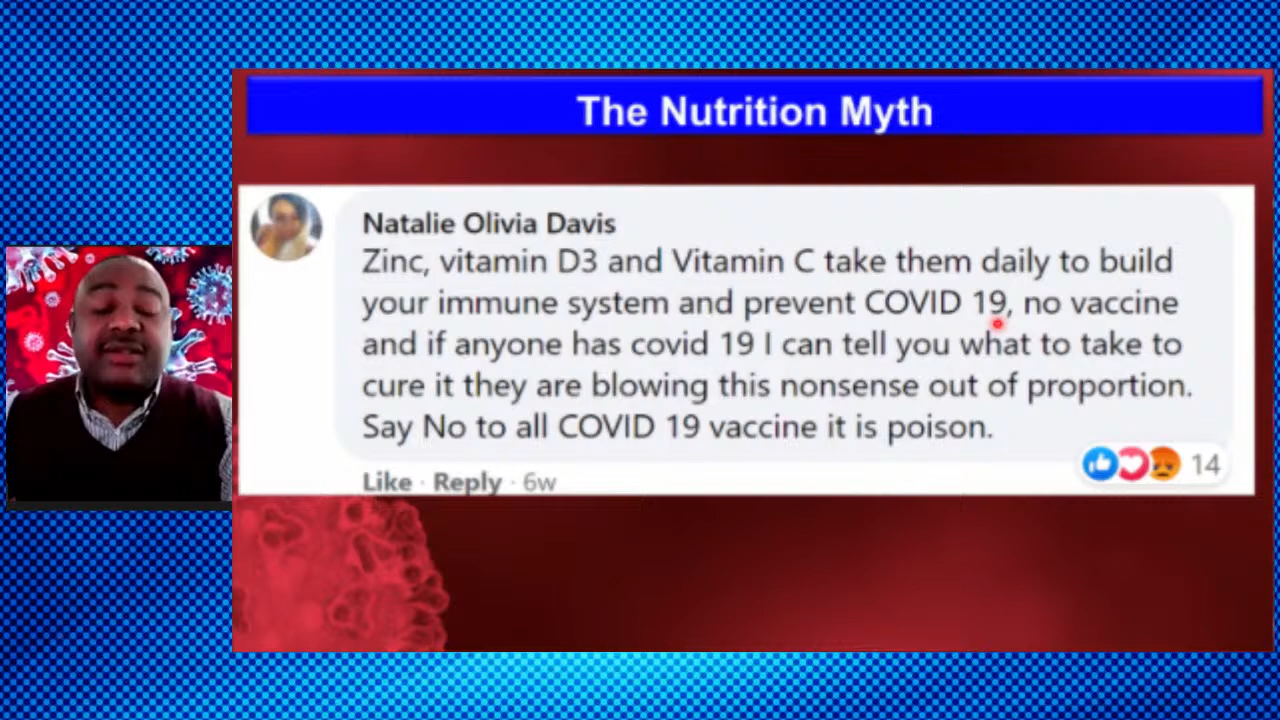 The Nutrition Myth
Natalie Olivia Davis
Zinc, vitamin D3 and Vitamin C take them daily to build
your immune system and prevent COVID 19, no vaccine
and if anyone has covid 19 I can tell you what to take to
cure it they are blowing this nonsense out of proportion.
Say No to all COVID 19 vaccine it is poison.
14
Like · Reply · 6w